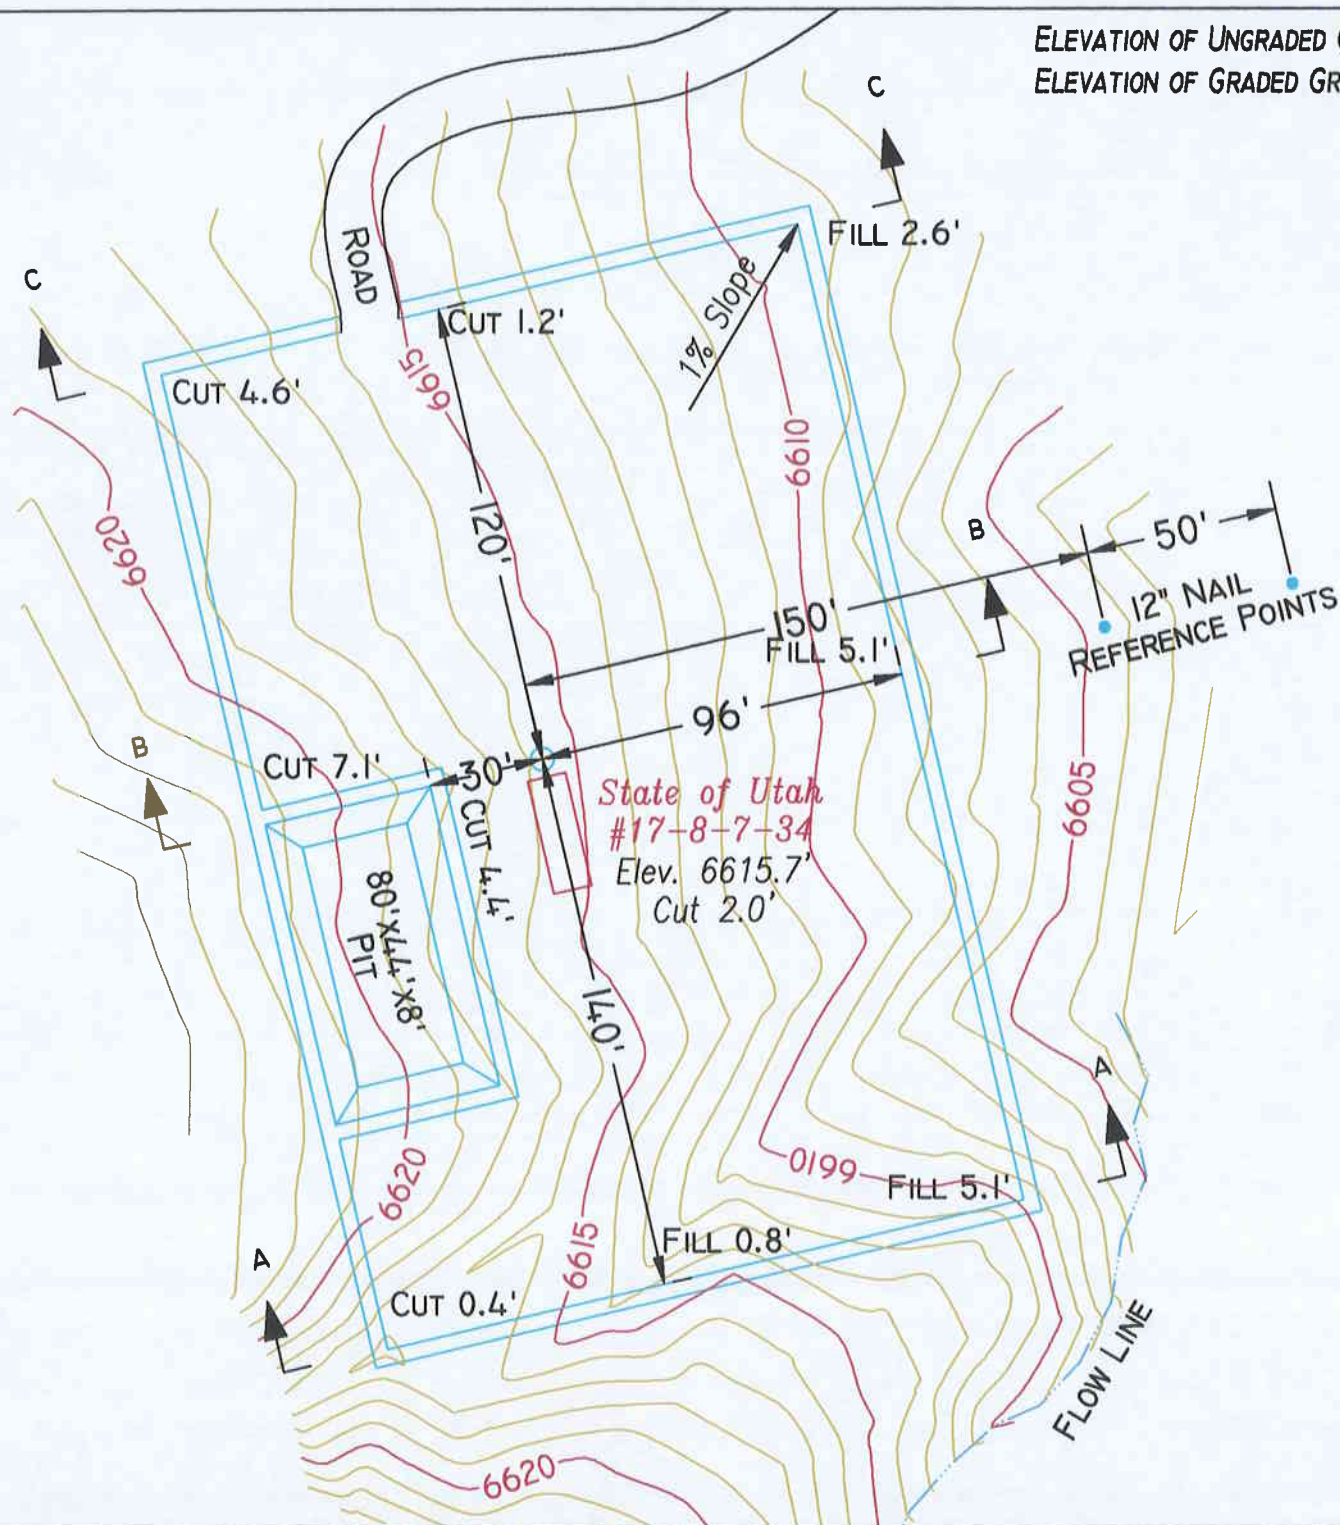 ELEVATION OF UNGRADED
ELEVATION OF GRADED GR
C
C
ROAD
FILL 2.6'
CUT 1.2'
1% Slope
CUT 4.6'
6615
6610
6620
120'
B
50'
12" NAIL
REFERENCE POINTS
150'
FILL 5.1'
96'
B
CUT 7.1'
30'
CUT 4.4'
State of Utah
#17-8-7-34
Elev. 6615.7'
Cut 2.0'
6605
80'X44'X8'
PIT
140'
A
6620
6610
FILL 5.1'
A
6615
FILL 0.8'
CUT 0.4'
FLOW LINE
6620